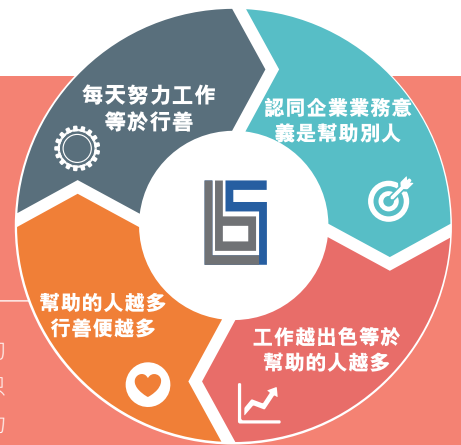 每天努力工作
等於行善
認同企業業務意
義是幫助別人
工作越出色等於
幫助的人越多
幫助的人越多
行善便越多